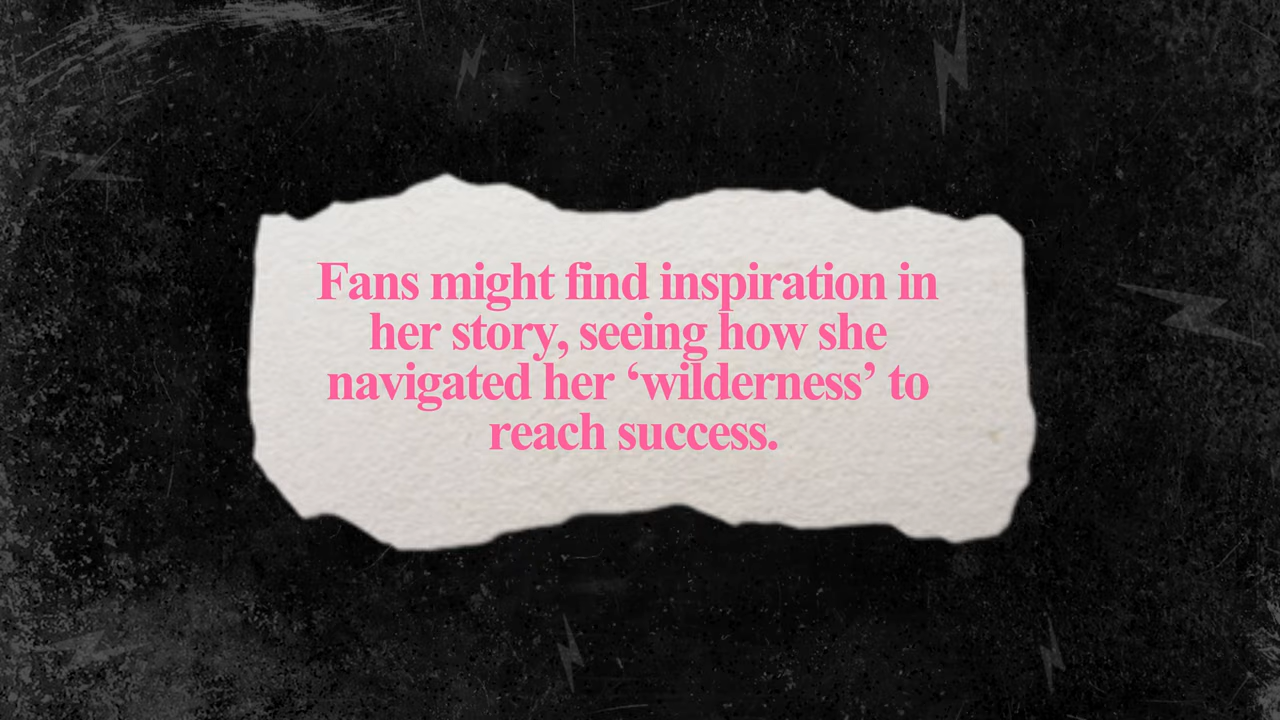 Fans might find inspiration in
her story, seeing how she
navigated her ‘wilderness’ to
reach success.